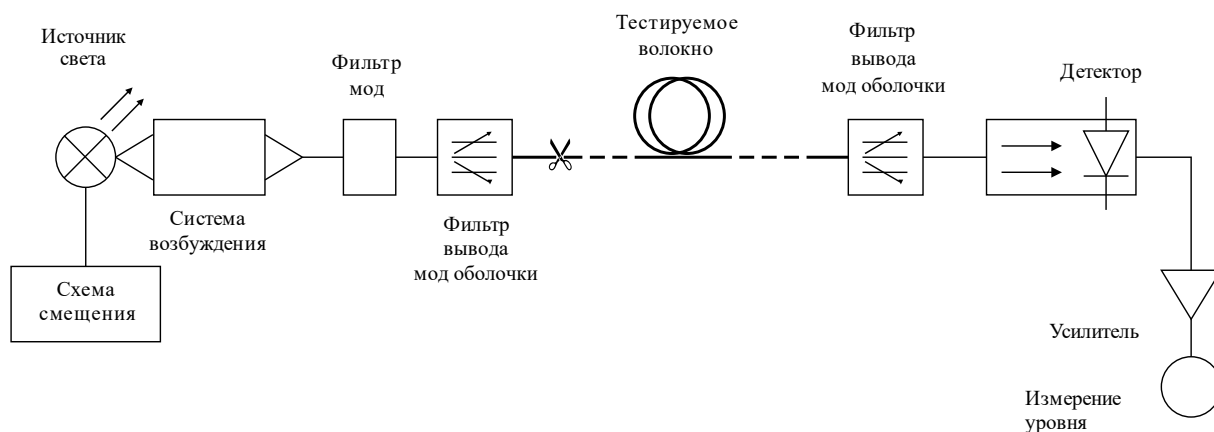 Источник
света
Фильтр
мод
Тестируемое
волокно
Фильтр
вывода
мод оболочки
Детектор
Система
возбуждения
Фильтр
вывода
мод оболочки
Схема
смещения
Усилитель
Измерение
уровня